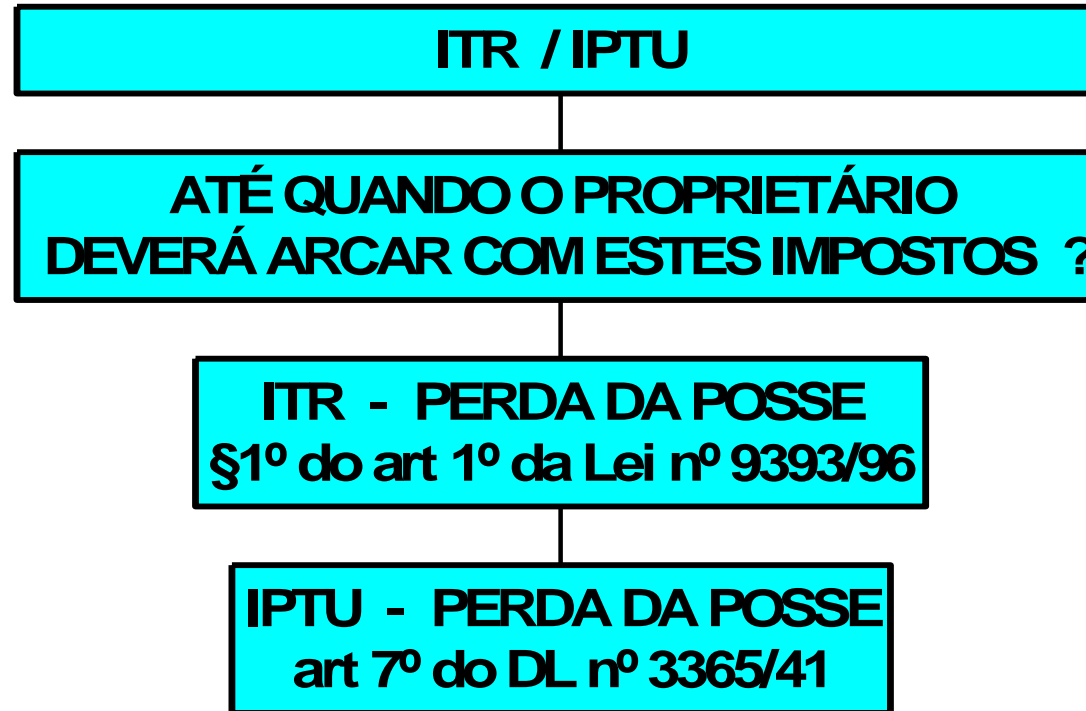 ITR / IPTU
ATÉ QUANDO O PROPRIETÁRIO
DEVERÁ ARCAR COM ESTES IMPOSTOS ?
ITR - PERDA DA POSSE
§1º do art 1º da Lei nº 9393/96
IPTU - PERDA DA POSSE
art 7º do DL nº 3365/41